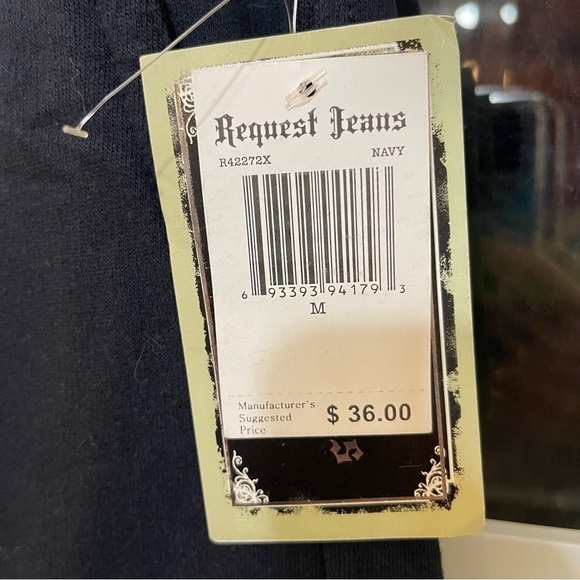 Request Jeans
R42272X NAVY
6 93393 94179 3
M
Manufacturer's
Suggested
Price
$ 36.00